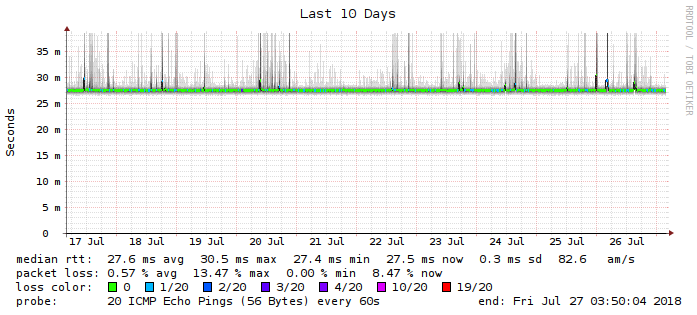 Last 10 Days
RRDTOOL / TOBI OETIKER
Seconds
35 m
30 m
25 m
20 m
15 m
10 m
5 m
0
17 Jul 18 Jul 19 Jul 20 Jul 21 Jul 22 Jul 23 Jul 24 Jul 25 Jul 26 Jul
median rtt: 27.6 ms avg 30.5 ms max 27.4 ms min 27.5 ms now 0.3 ms sd 82.6 am/s
packet loss: 0.57 % avg 13.47 % max 0.00 % min 8.47 % now
loss color: 0 1/20 2/20 3/20 4/20 10/20 19/20
probe: 20 ICMP Echo Pings (56 Bytes) every 60s end: Fri Jul 27 03:50:04 2018